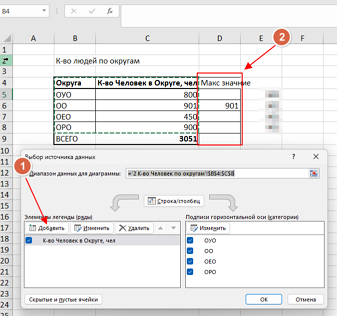 B4
A B C D E F
1
2 К-во людей по округам
3
4 Округа К-во Человек в Округе, чел Макс значние
5 ОУО 800
6 ОО 901 901
7 ОЕО 450
8 ОРО 900
9 ВСЕГО 3051
10
2
1
Выбор источника данных
? ×
Диапазон данных для диаграммы: ='2 К-во Человек по округам'!$B$4:$C$8
Строка/столбец
Элементы легенды (ряды) Подписи горизонтальной оси (категории)
Добавить Изменить Удалить Изменить
К-во Человек в Округе, чел ОУО
ОО
ОЕО
ОРО
Скрытые и пустые ячейки ОК Отмена